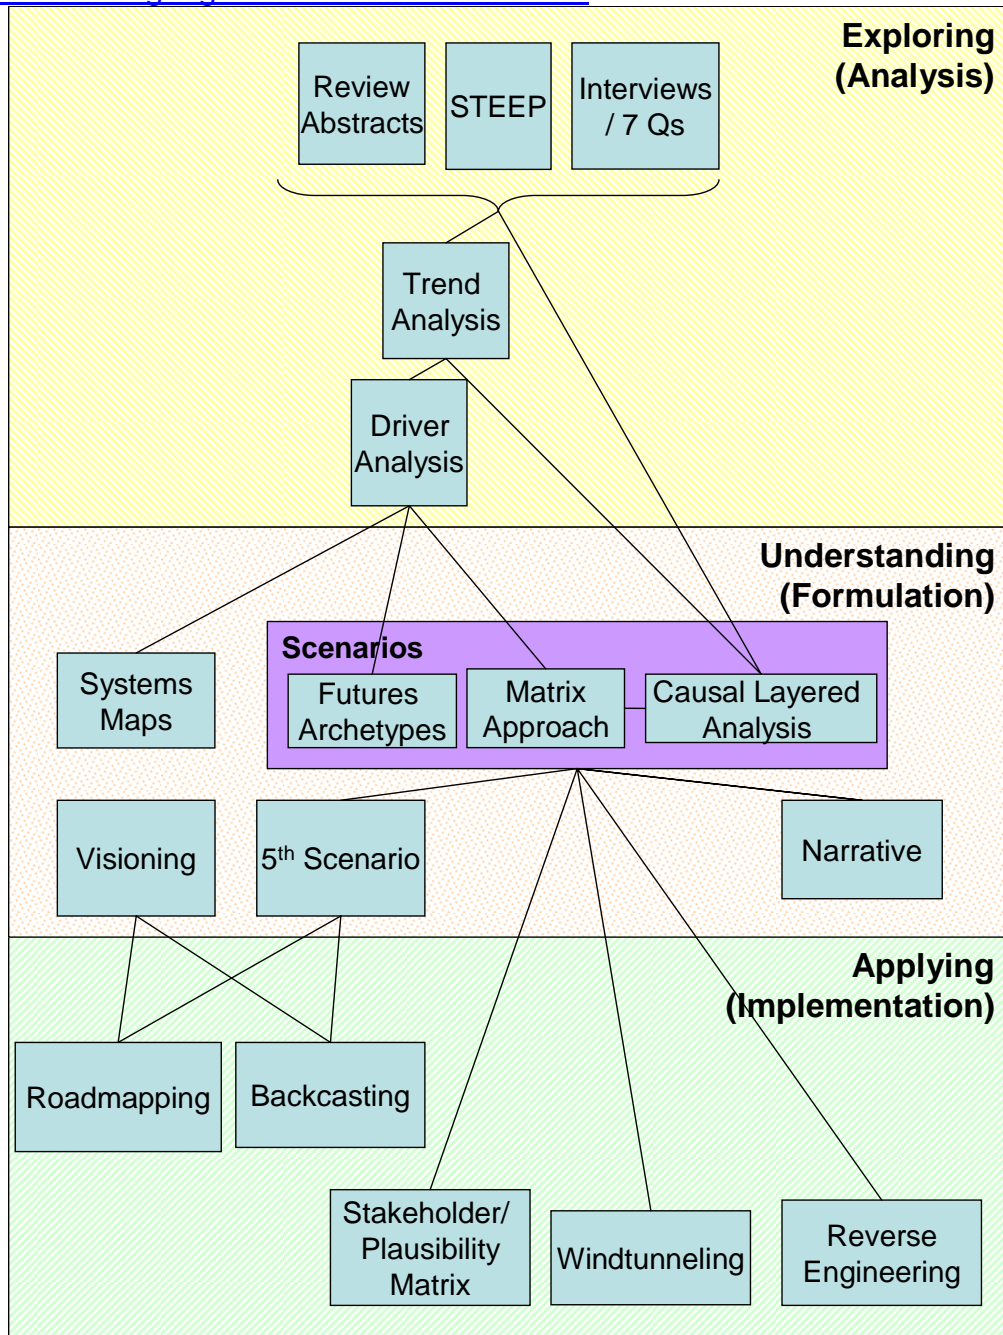 Exploring
(Analysis)
Review
Abstracts
STEEP
Interviews
/ 7 Qs
Trend
Analysis
Driver
Analysis
Understanding
(Formulation)
Scenarios
Systems
Maps
Futures
Archetypes
Matrix
Approach
Causal Layered
Analysis
Visioning
5th Scenario
Narrative
Applying
(Implementation)
Roadmapping
Backcasting
Stakeholder/
Plausibility
Matrix
Windtunneling
Reverse
Engineering